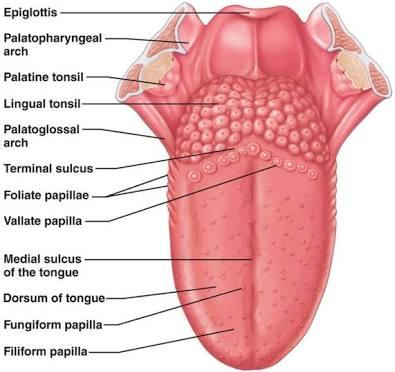 Epiglottis
Palatopharyngeal
arch
Palatine tonsil
Lingual tonsil
Palatoglossal
arch
Terminal sulcus
Foliate papillae
Vallate papilla
Medial sulcus
of the tongue
Dorsum of tongue
Fungiform papilla
Filiform papilla